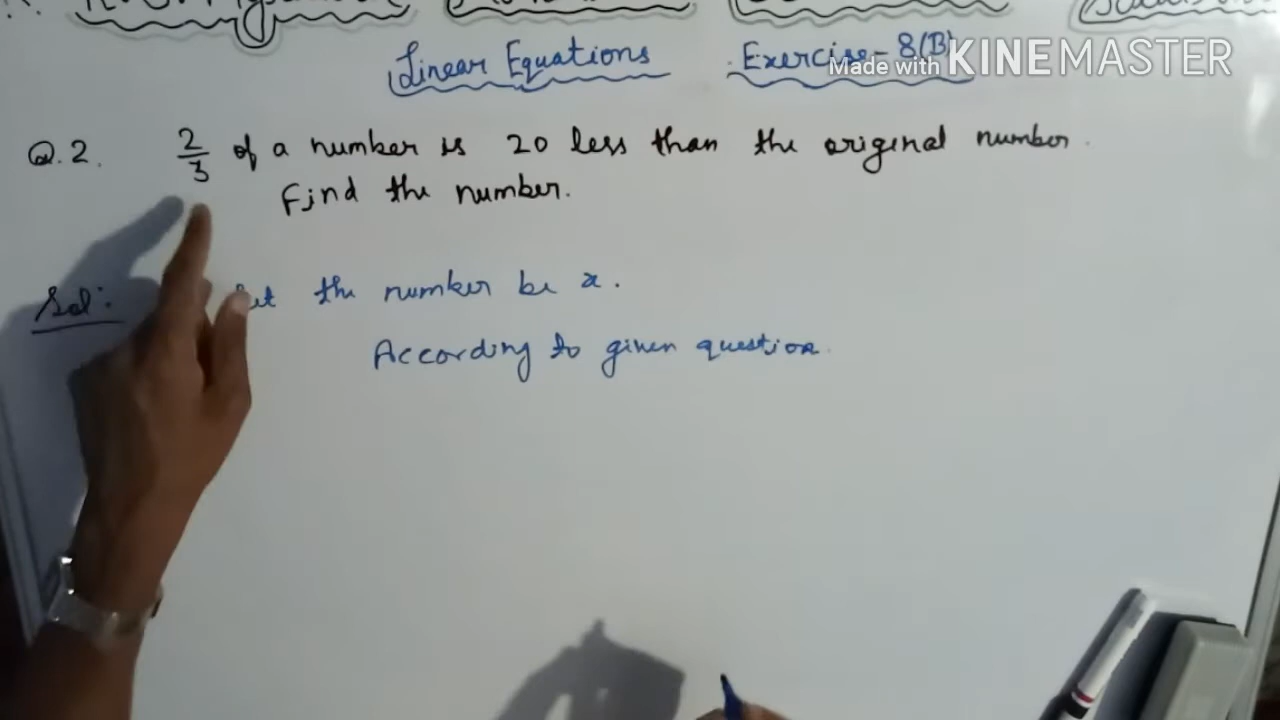 Linear Equations Exercise-8(B)
Made with KINEMASTER
Q.2. 2/3 of a number is 20 less than the original number.
Find the number.
Sol: Let the number be x.
According to given question.